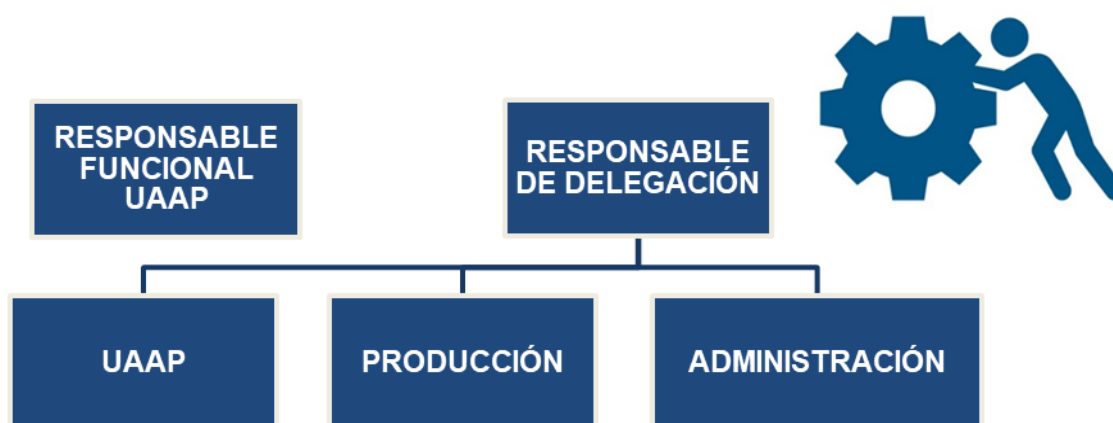 RESPONSABLE
FUNCIONAL
UAAP
RESPONSABLE
DE DELEGACIÓN
UAAP
PRODUCCIÓN
ADMINISTRACIÓN